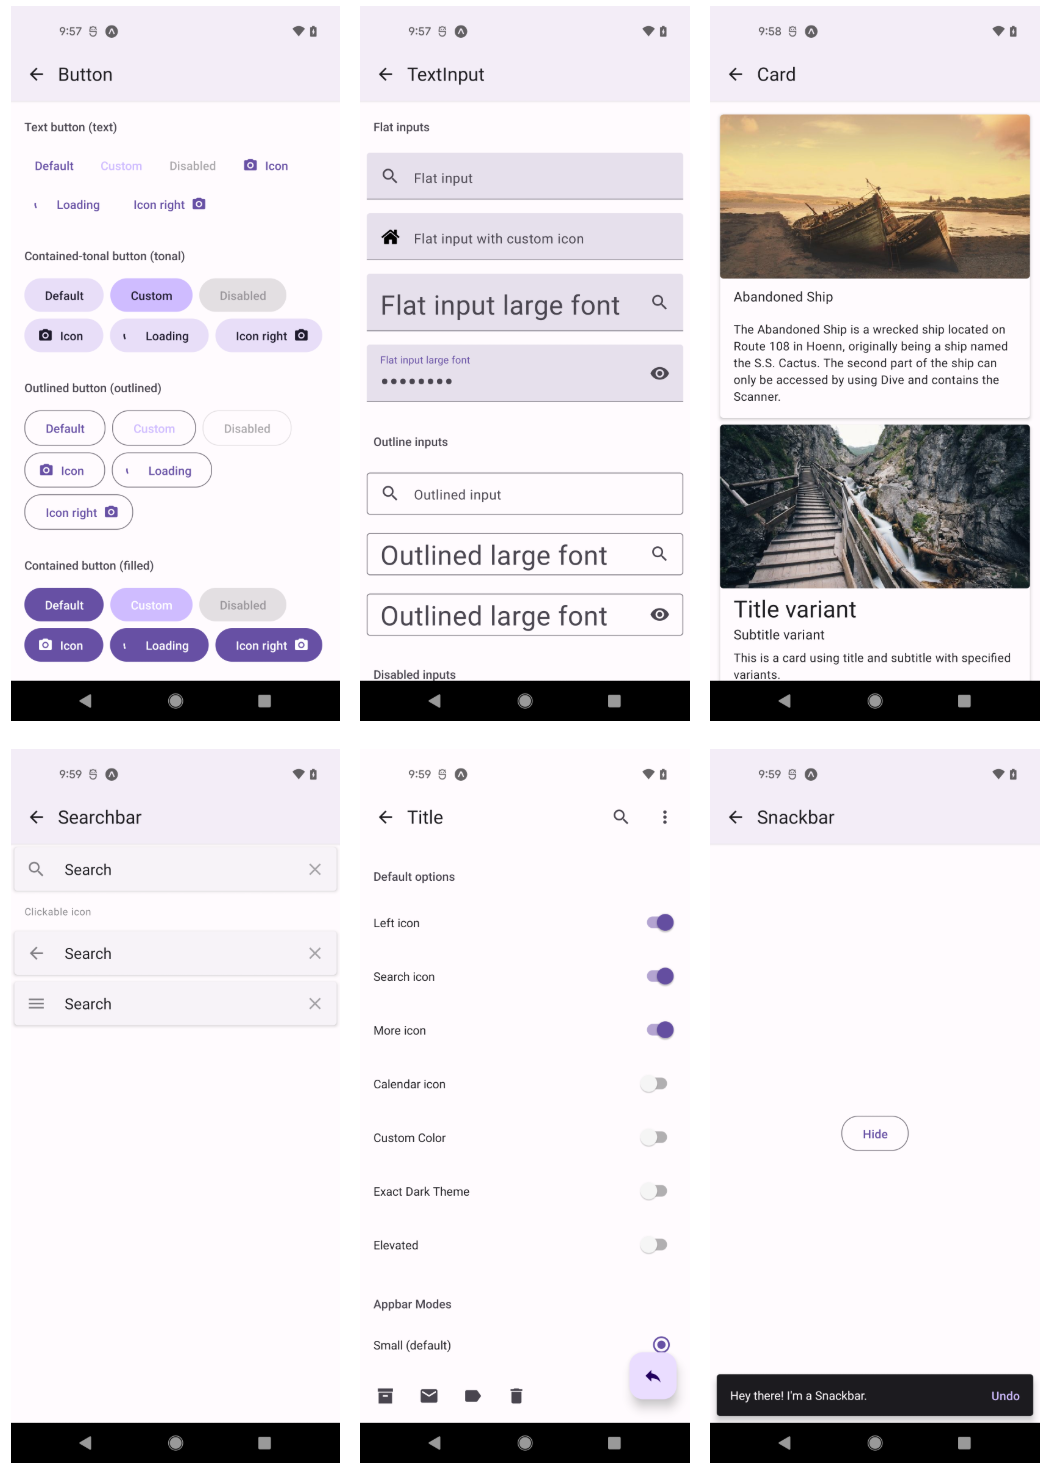 9:57
Button
Text button (text)
Default Custom Disabled Icon
Loading Icon right
Contained-tonal button (tonal)
Default Custom Disabled
Icon Loading Icon right
Outlined button (outlined)
Default Custom Disabled
Icon Loading
Icon right
Contained button (filled)
Default Custom Disabled
Icon Loading Icon right
9:57
TextInput
Flat inputs
Flat input
Flat input with custom icon
Flat input large font
Flat input large font
••••••••
Outline inputs
Outlined input
Outlined large font
Outlined large font
Disabled inputs
9:58
Card
Abandoned Ship
The Abandoned Ship is a wrecked ship located on
Route 108 in Hoenn, originally being a ship named
the S.S. Cactus. The second part of the ship can
only be accessed by using Dive and contains the
Scanner.
Title variant
Subtitle variant
This is a card using title and subtitle with specified
variants.
9:59
Searchbar
Search
Clickable icon
Search
Search
9:59
Title
Default options
Left icon
Search icon
More icon
Calendar icon
Custom Color
Exact Dark Theme
Elevated
Appbar Modes
Small (default)
9:59
Snackbar
Hide
Hey there! I'm a Snackbar. Undo